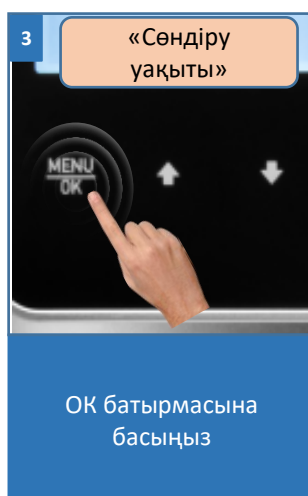 3
«Сөндіру
уақыты»
MENU
OK
ОК батырмасына
басыңыз